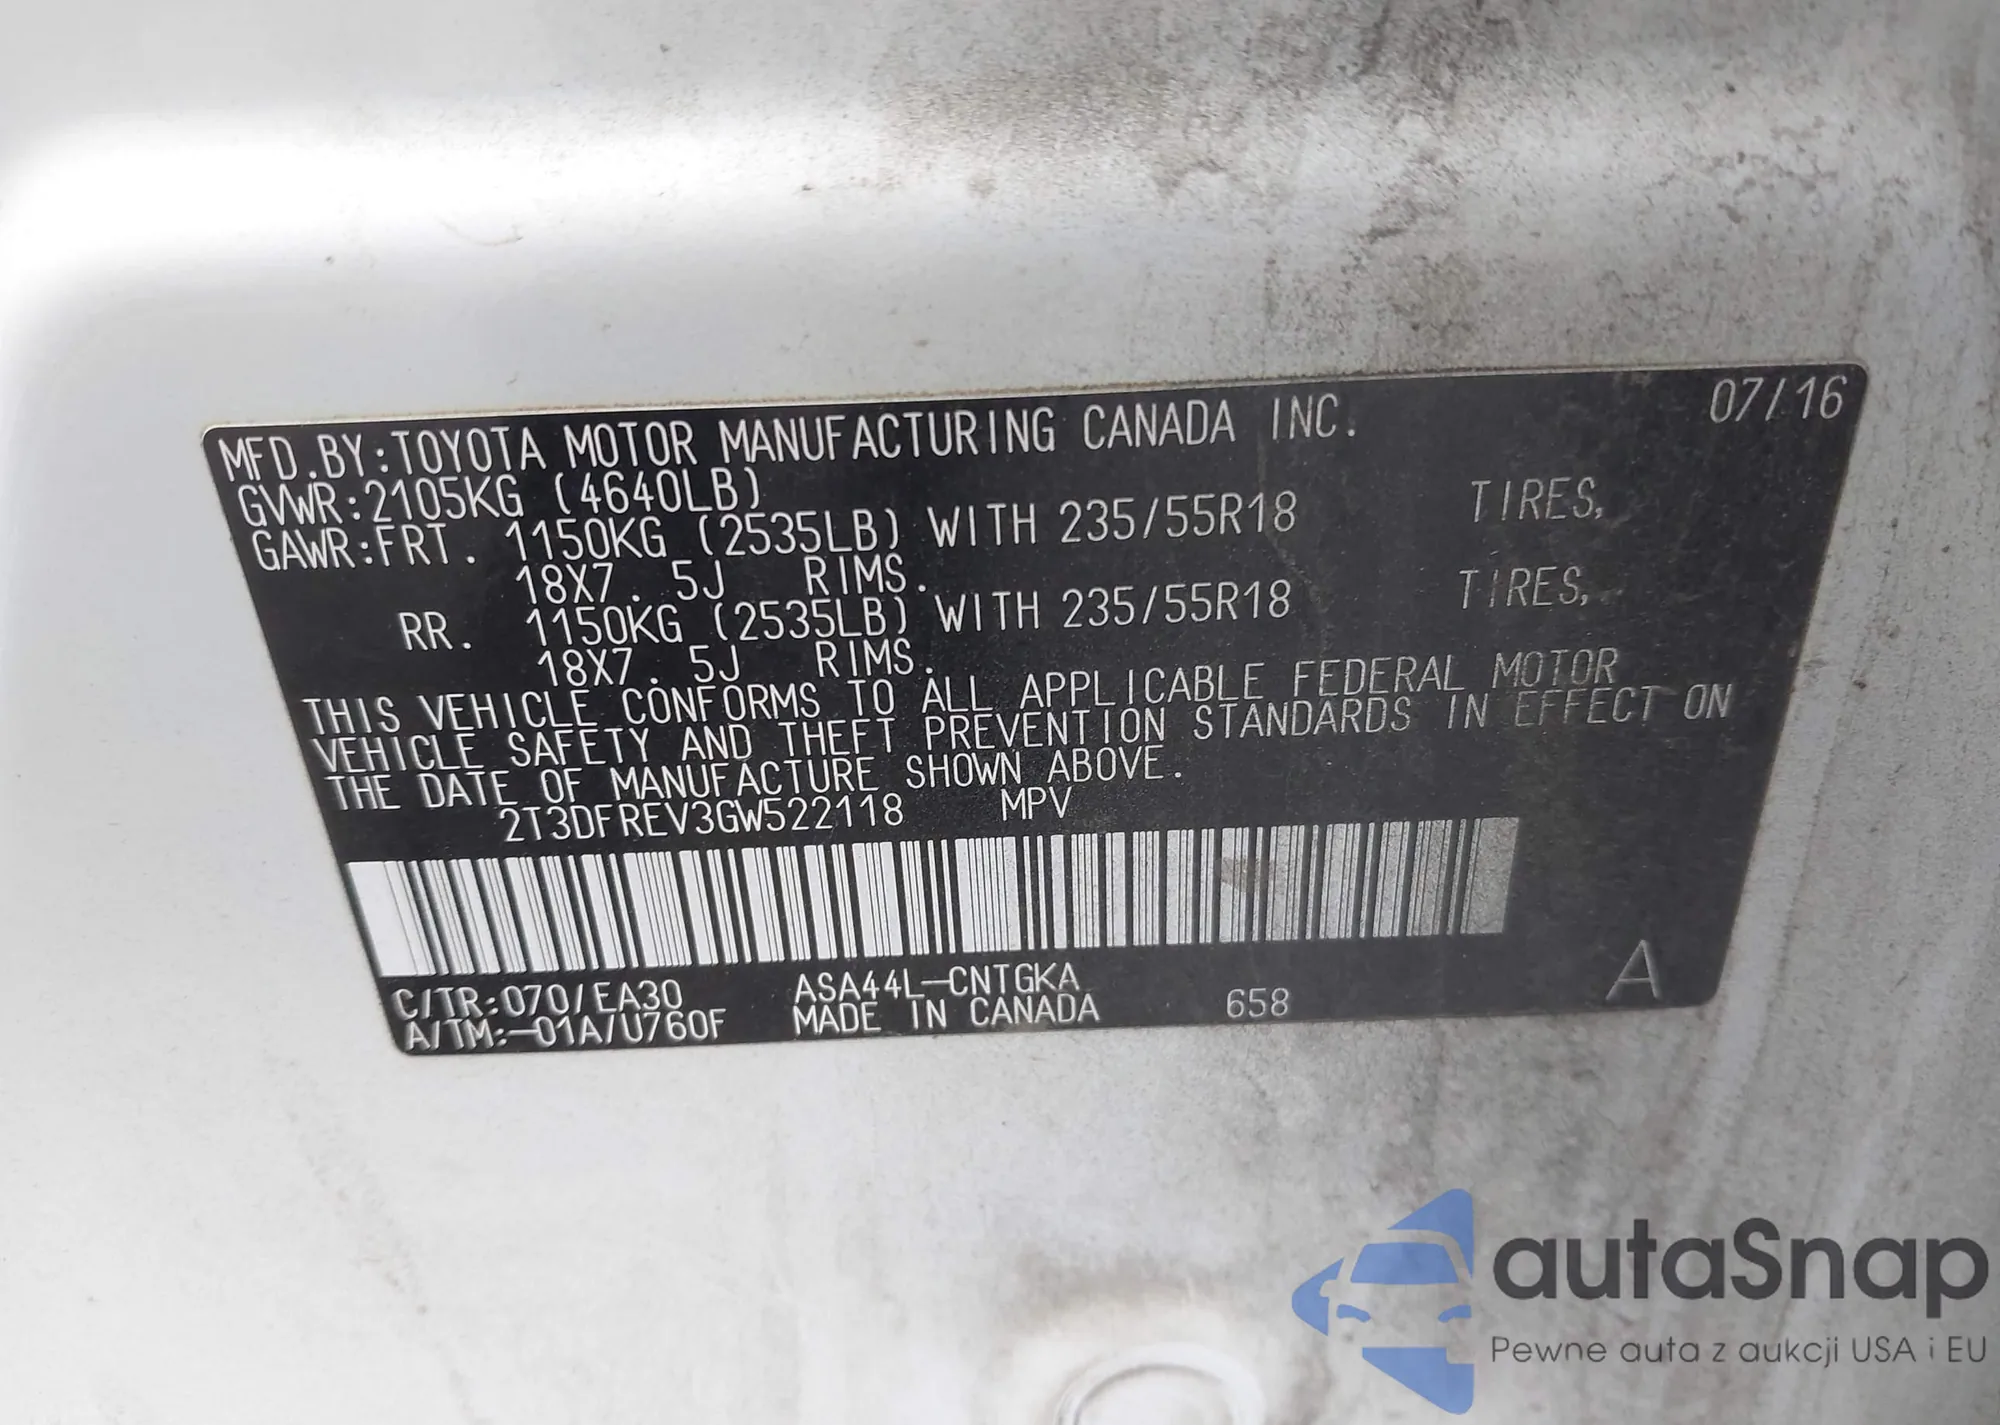 MFD.BY:TOYOTA MOTOR MANUFACTURING CANADA INC. 07/16
GVWR:2105KG (4640LB)
GAWR:FRT. 1150KG (2535LB) WITH 235/55R18 TIRES,
18X7.5J RIMS.
RR. 1150KG (2535LB) WITH 235/55R18 TIRES,
18X7.5J RIMS.
THIS VEHICLE CONFORMS TO ALL APPLICABLE FEDERAL MOTOR
VEHICLE SAFETY AND THEFT PREVENTION STANDARDS IN EFFECT ON
THE DATE OF MANUFACTURE SHOWN ABOVE.
2T3DFREV3GW522118 MPV
C/TR:070/EA30 ASA44L-CNTGKA
A/TM:-01A/U760F MADE IN CANADA 658 A
autaSnap
Pewne auta z aukcji USA i EU